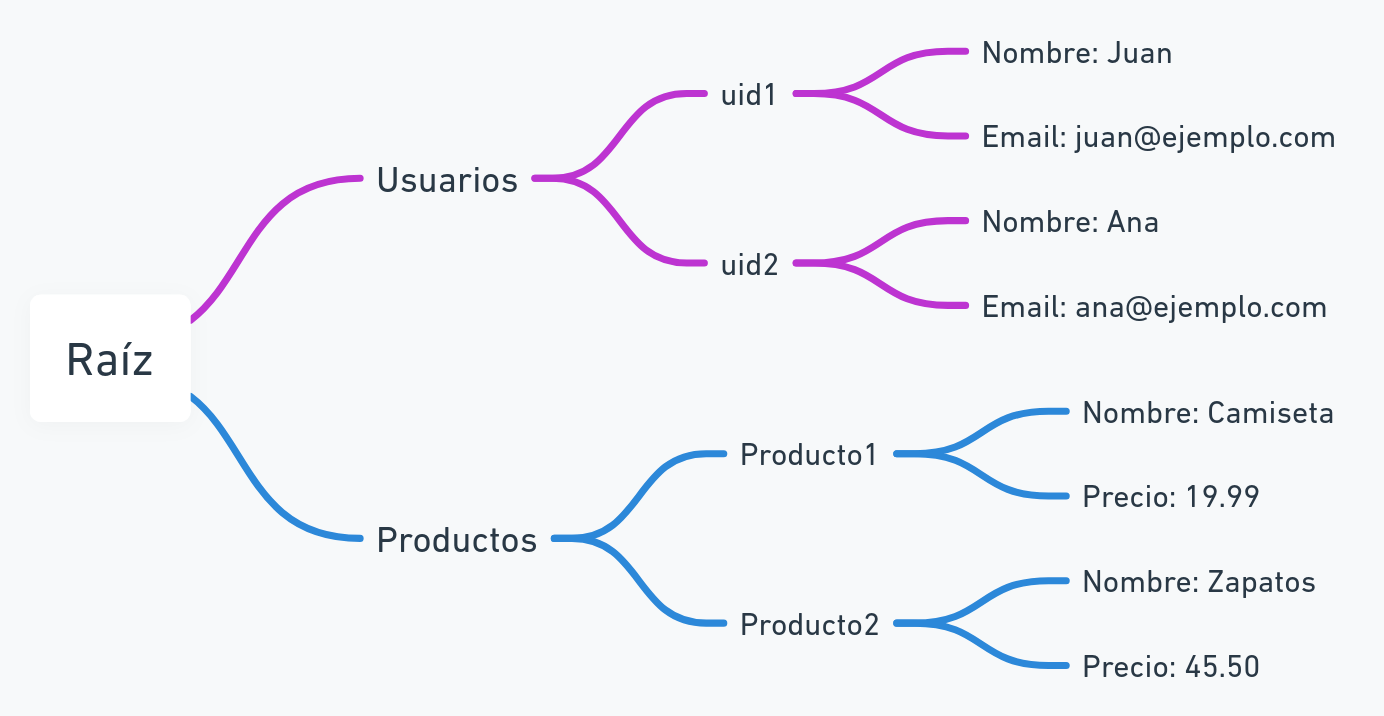 Raíz
Usuarios
uid1
Nombre: Juan
Email: juan@ejemplo.com
uid2
Nombre: Ana
Email: ana@ejemplo.com
Productos
Producto1
Nombre: Camiseta
Precio: 19.99
Producto2
Nombre: Zapatos
Precio: 45.50